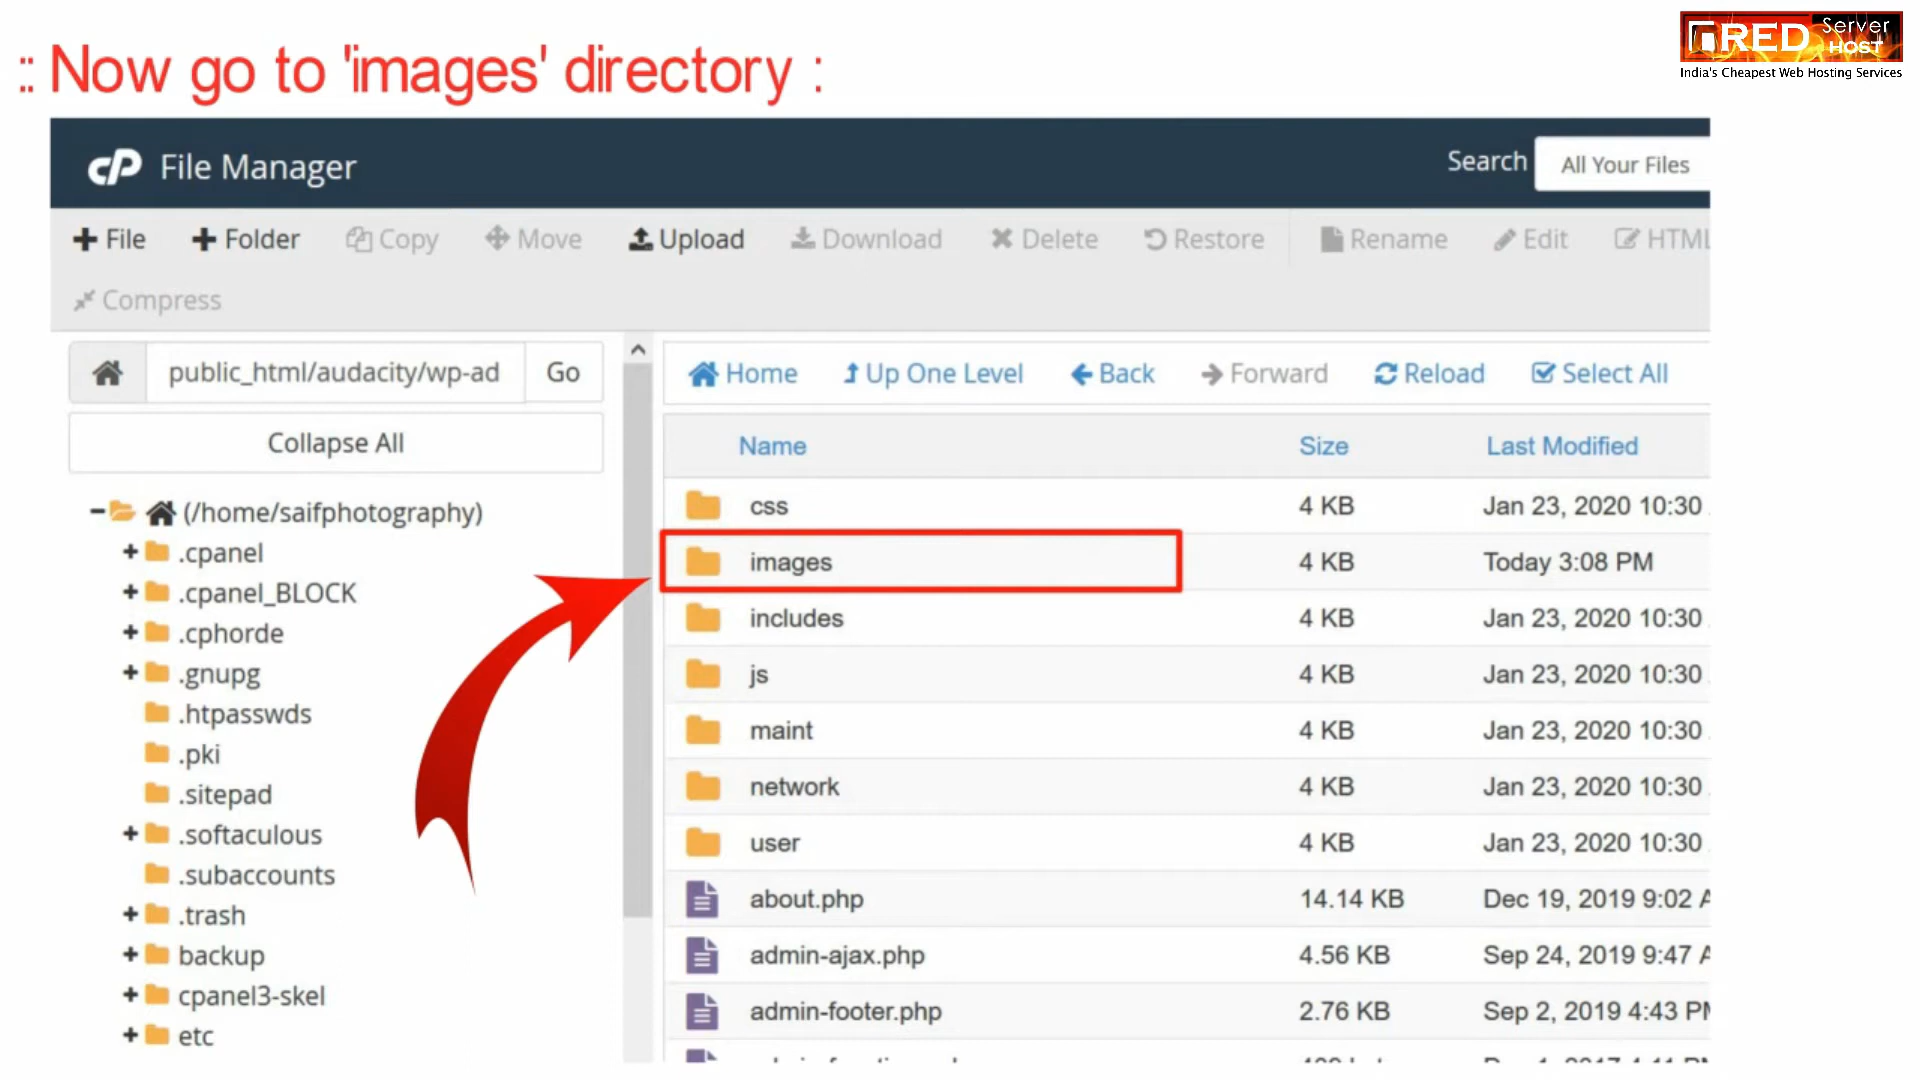 :: Now go to 'images' directory :
RED Server HOST
India's Cheapest Web Hosting Services
cP File Manager
Search All Your Files
File Folder Copy Move Upload Download Delete Restore Rename Edit HTML
Compress
public_html/audacity/wp-ad Go
Home Up One Level Back Forward Reload Select All
Collapse All
Name Size Last Modified
(/home/saifphotography)
.cpanel
.cpanel_BLOCK
.cphorde
.gnupg
.htpasswds
.pki
.sitepad
.softaculous
.subaccounts
.trash
backup
cpanel3-skel
etc
css 4 KB Jan 23, 2020 10:30
images 4 KB Today 3:08 PM
includes 4 KB Jan 23, 2020 10:30
js 4 KB Jan 23, 2020 10:30
maint 4 KB Jan 23, 2020 10:30
network 4 KB Jan 23, 2020 10:30
user 4 KB Jan 23, 2020 10:30
about.php 14.14 KB Dec 19, 2019 9:02 A
admin-ajax.php 4.56 KB Sep 24, 2019 9:47 A
admin-footer.php 2.76 KB Sep 2, 2019 4:43 PM